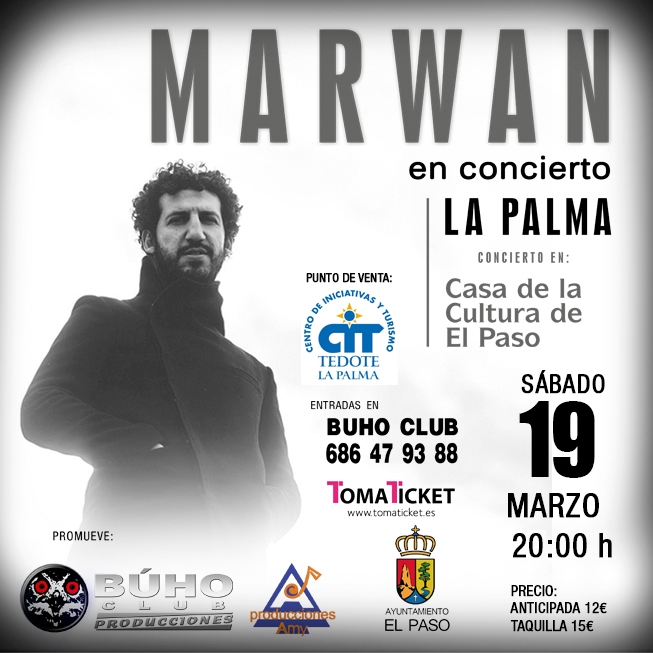 MARWAN
en concierto
LA PALMA
CONCIERTO EN:
Casa de la
Cultura de
El Paso
PUNTO DE VENTA:
CENTRO DE INICIATIVAS Y TURISMO
CIT
TEDOTE
LA PALMA
ENTRADAS EN
BUHO CLUB
686 47 93 88
TOMATICKET
www.tomaticket.es
SÁBADO
19
MARZO
20:00 h
PROMUEVE:
BÚHO
CLUB
PRODUCCIONES
producciones
Amy
AYUNTAMIENTO
EL PASO
PRECIO:
ANTICIPADA 12€
TAQUILLA 15€